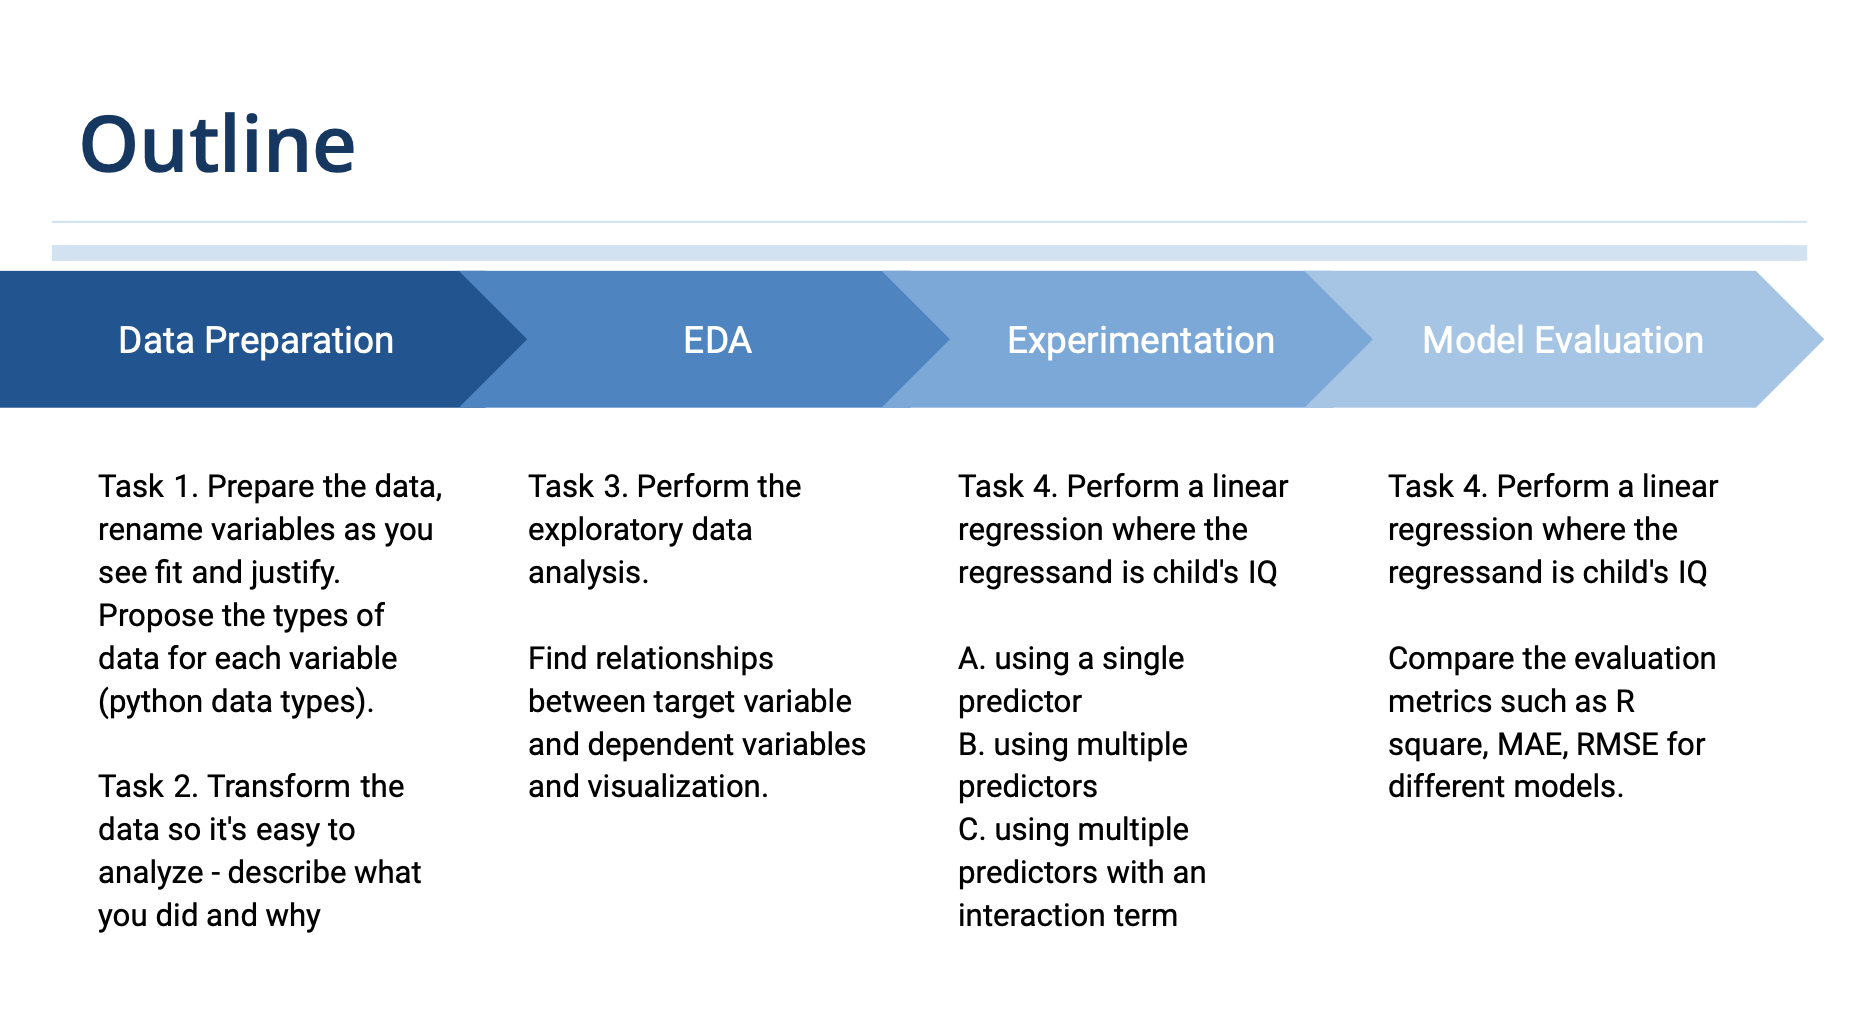 Outline
Data Preparation
EDA
Experimentation
Model Evaluation
Task 1. Prepare the data,
rename variables as you
see fit and justify.
Propose the types of
data for each variable
(python data types).
Task 2. Transform the
data so it's easy to
analyze - describe what
you did and why
Task 3. Perform the
exploratory data
analysis.
Find relationships
between target variable
and dependent variables
and visualization.
Task 4. Perform a linear
regression where the
regressand is child's IQ
A. using a single
predictor
B. using multiple
predictors
C. using multiple
predictors with an
interaction term
Task 4. Perform a linear
regression where the
regressand is child's IQ
Compare the evaluation
metrics such as R
square, MAE, RMSE for
different models.